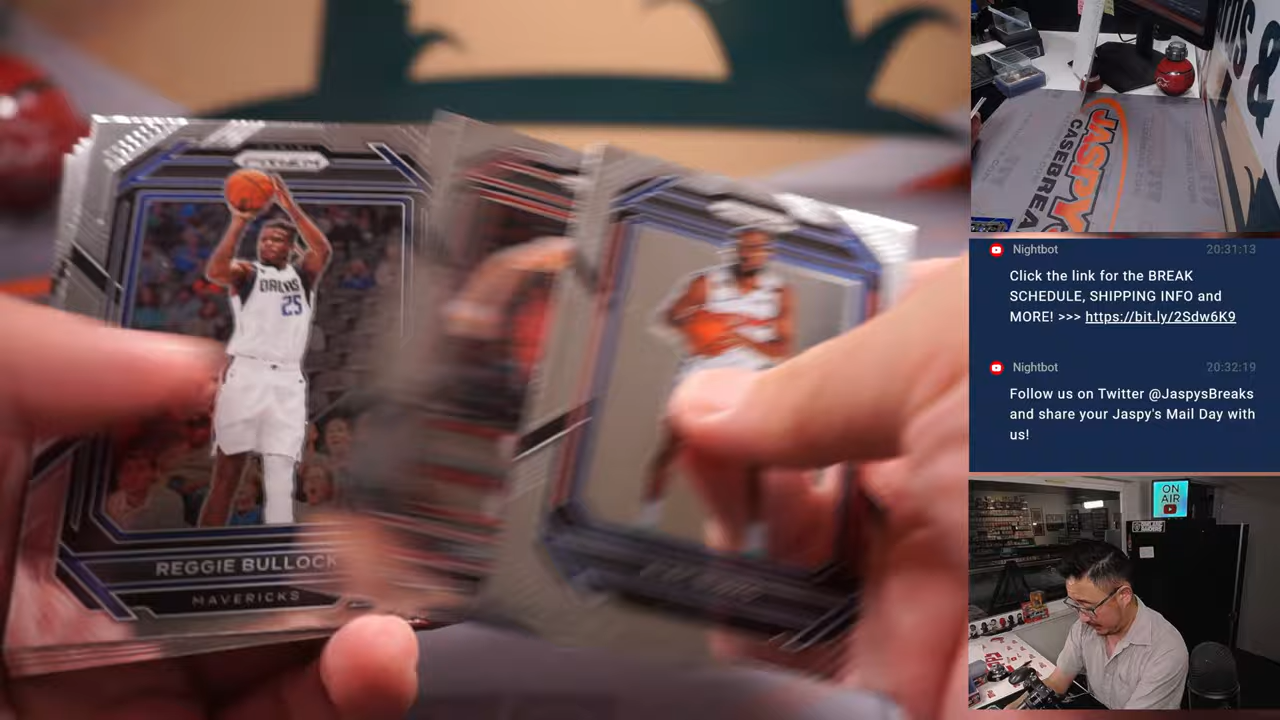 PRIZM
DALLAS
25
REGGIE BULLOCK
MAVERICKS
JASPY
CASEBREA
&
Nightbot 20:31:13
Click the link for the BREAK
SCHEDULE, SHIPPING INFO and
MORE! >>> https://bit.ly/2Sdw6K9
Nightbot 20:32:19
Follow us on Twitter @JaspysBreaks
and share your Jaspy's Mail Day with
us!
ON
AIR